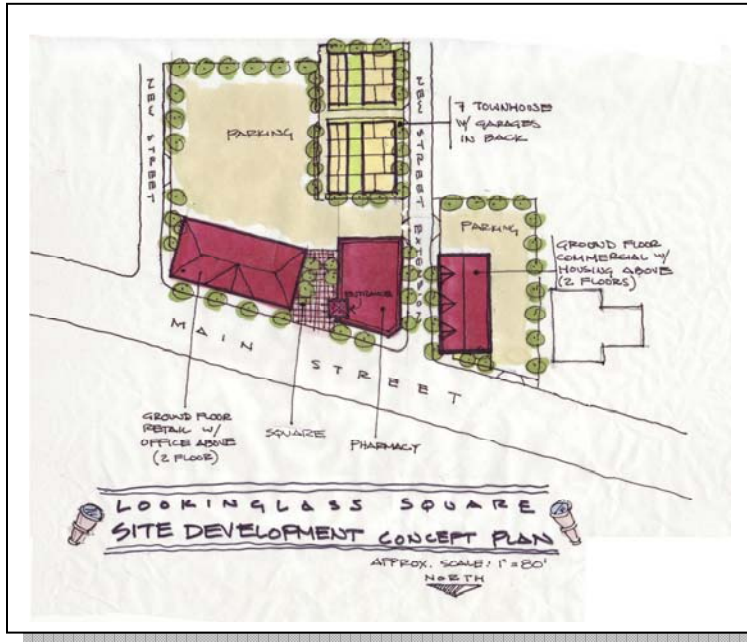 NEW STREET
PARKING
NEW STREET EXTENSION
7 TOWNHOUSE
W/ GARAGES
IN BACK
PARKING
GROUND FLOOR
COMMERCIAL W/
HOUSING ABOVE
(2 FLOORS)
ENTRANCE
MAIN STREET
GROUND FLOOR
RETAIL W/
OFFICE ABOVE
(2 FLOOR)
SQUARE
PHARMACY
LOOKINGLASS SQUARE
SITE DEVELOPMENT CONCEPT PLAN
APPROX. SCALE: 1"=80'
NORTH